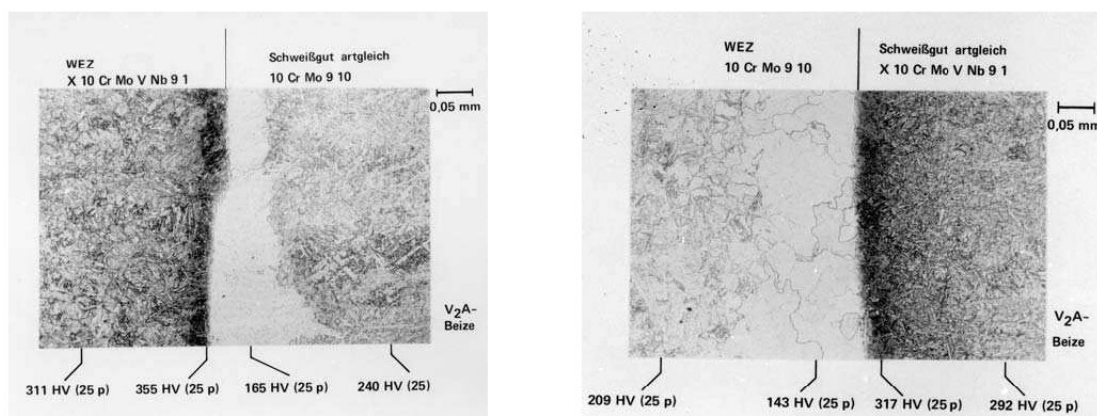 WEZ
X 10 Cr Mo V Nb 9 1
Schweißgut artgleich
10 Cr Mo 9 10
0,05 mm
V2A-
Beize
311 HV (25 p)
355 HV (25 p)
165 HV (25 p)
240 HV (25)
WEZ
10 Cr Mo 9 10
Schweißgut artgleich
X 10 Cr Mo V Nb 9 1
0,05 mm
V2A-
Beize
209 HV (25 p)
143 HV (25 p)
317 HV (25 p)
292 HV (25 p)